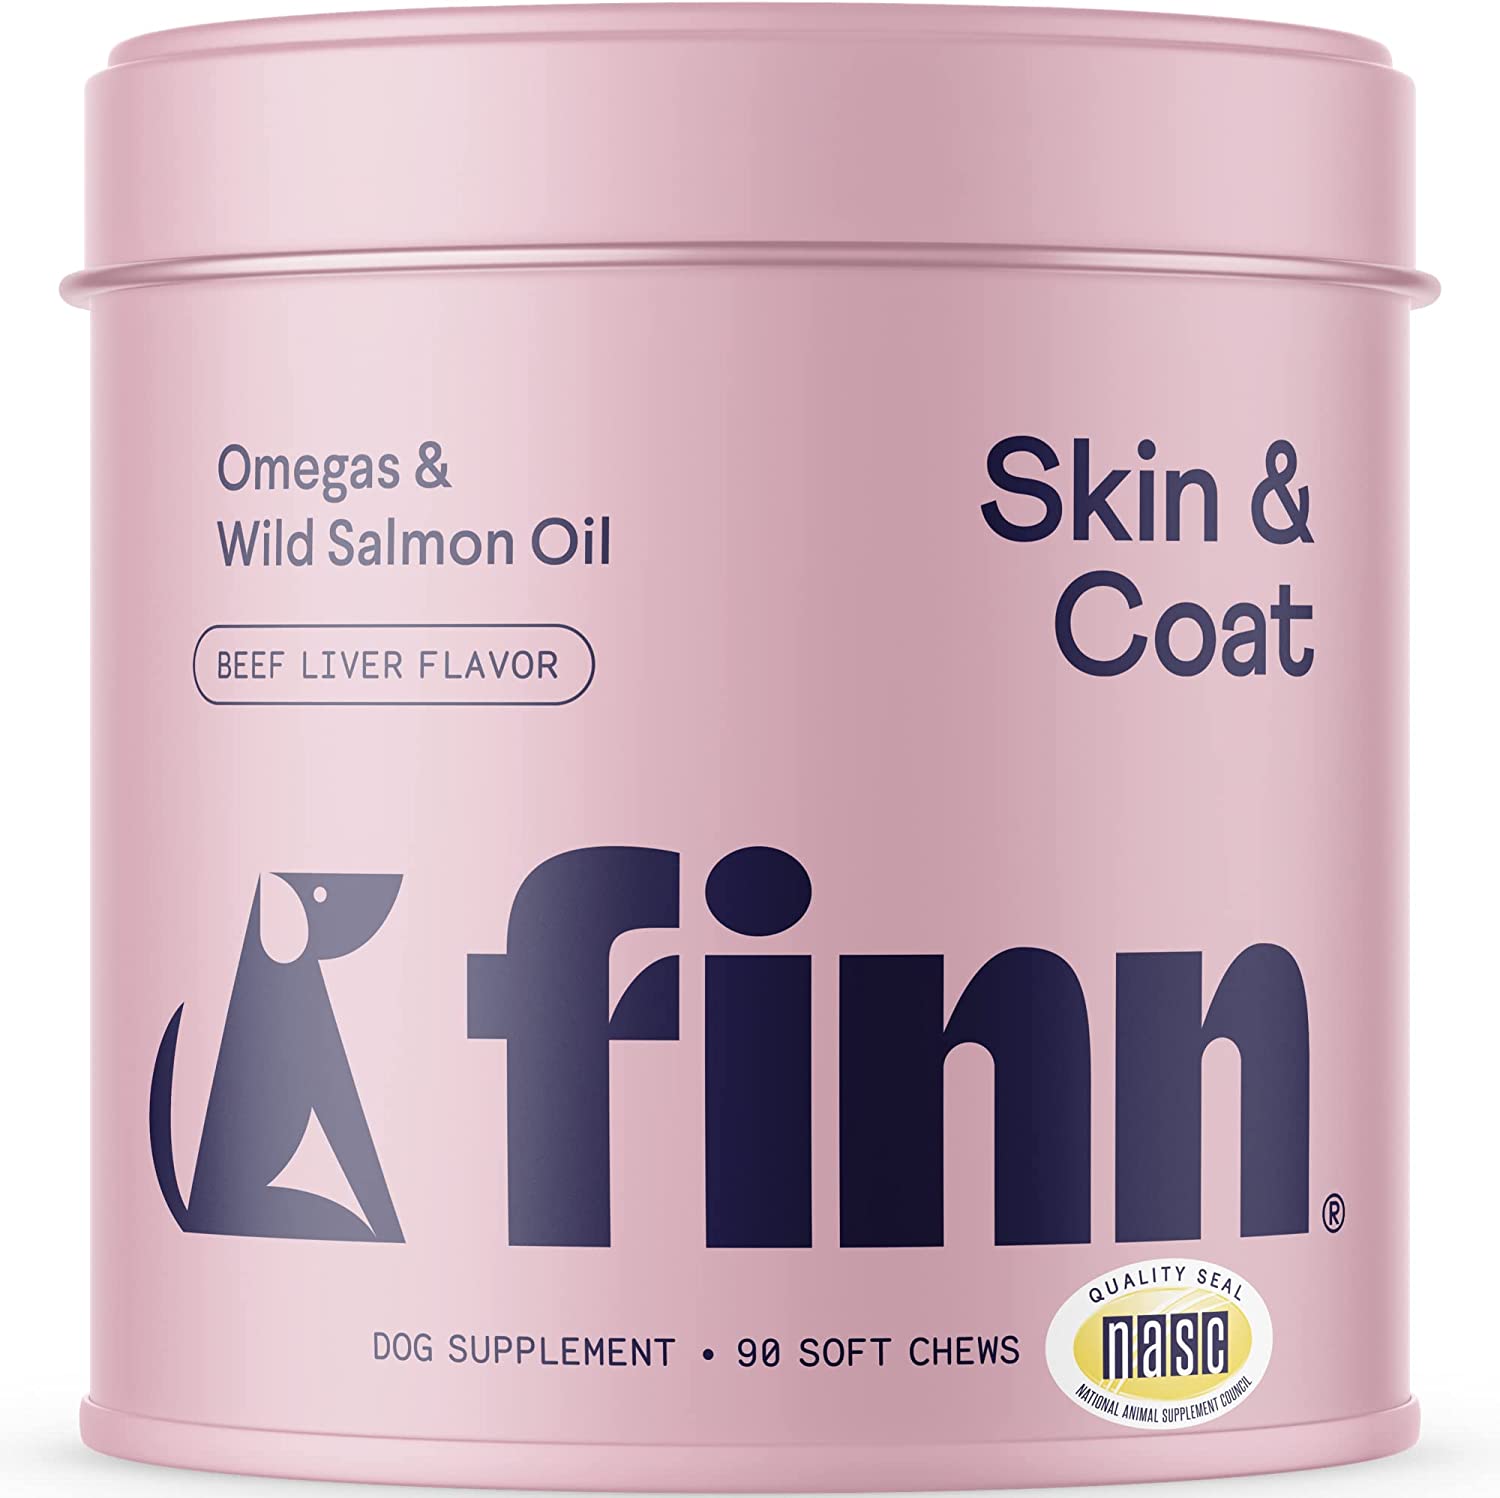 Omegas &
Wild Salmon Oil
BEEF LIVER FLAVOR
Skin &
Coat
finn®
DOG SUPPLEMENT • 90 SOFT CHEWS
QUALITY SEAL
nasc
NATIONAL ANIMAL SUPPLEMENT COUNCIL